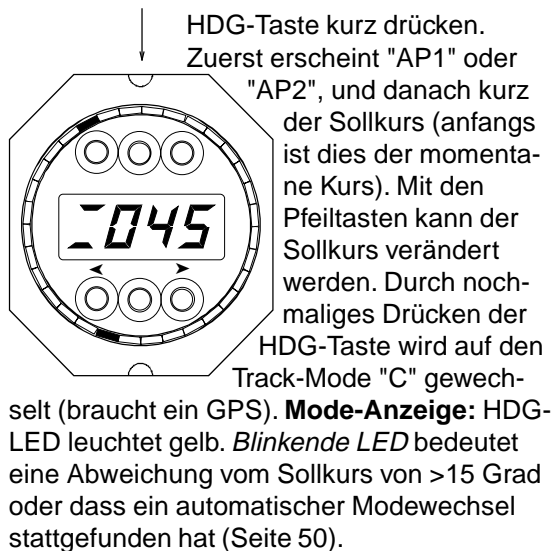 HDG-Taste kurz drücken.
Zuerst erscheint "AP1" oder
"AP2", und danach kurz
der Sollkurs (anfangs
ist dies der momenta-
ne Kurs). Mit den
Pfeiltasten kann der
Sollkurs verändert
werden. Durch noch-
maliges Drücken der
HDG-Taste wird auf den
Track-Mode "C" gewech-
selt (braucht ein GPS). Mode-Anzeige: HDG-
LED leuchtet gelb. Blinkende LED bedeutet
eine Abweichung vom Sollkurs von >15 Grad
oder dass ein automatischer Modewechsel
stattgefunden hat (Seite 50).
045